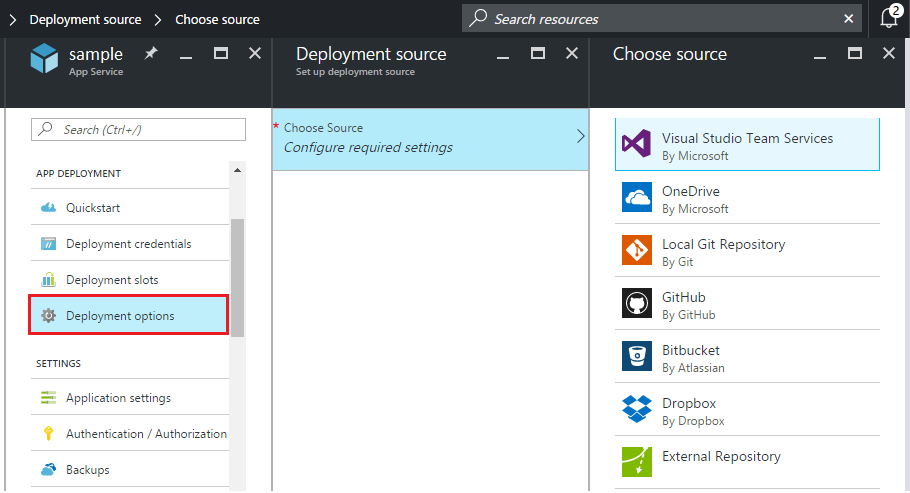 Deployment source
Choose source
Search resources
2
sample
App Service
Search (Ctrl+/)
APP DEPLOYMENT
Quickstart
Deployment credentials
Deployment slots
Deployment options
SETTINGS
Application settings
Authentication / Authorization
Backups
Deployment source
Set up deployment source
* Choose Source
Configure required settings
Choose source
Visual Studio Team Services
By Microsoft
OneDrive
By Microsoft
Local Git Repository
By Git
GitHub
By GitHub
Bitbucket
By Atlassian
Dropbox
By Dropbox
External Repository